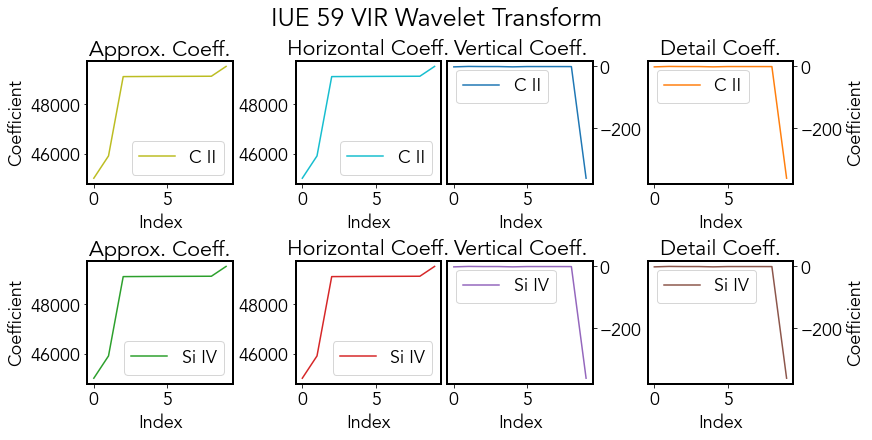 IUE 59 VIR Wavelet Transform
Approx. Coeff. Horizontal Coeff. Vertical Coeff. Detail Coeff.
Coefficient
48000
46000
C II
0 5
Index
48000
46000
C II
0 5
Index
C II
0
−200
0 5
Index
C II
0
−200
0 5
Index
Coefficient
Approx. Coeff. Horizontal Coeff. Vertical Coeff. Detail Coeff.
Coefficient
48000
46000
Si IV
0 5
Index
48000
46000
Si IV
0 5
Index
Si IV
0
−200
0 5
Index
Si IV
0
−200
0 5
Index
Coefficient